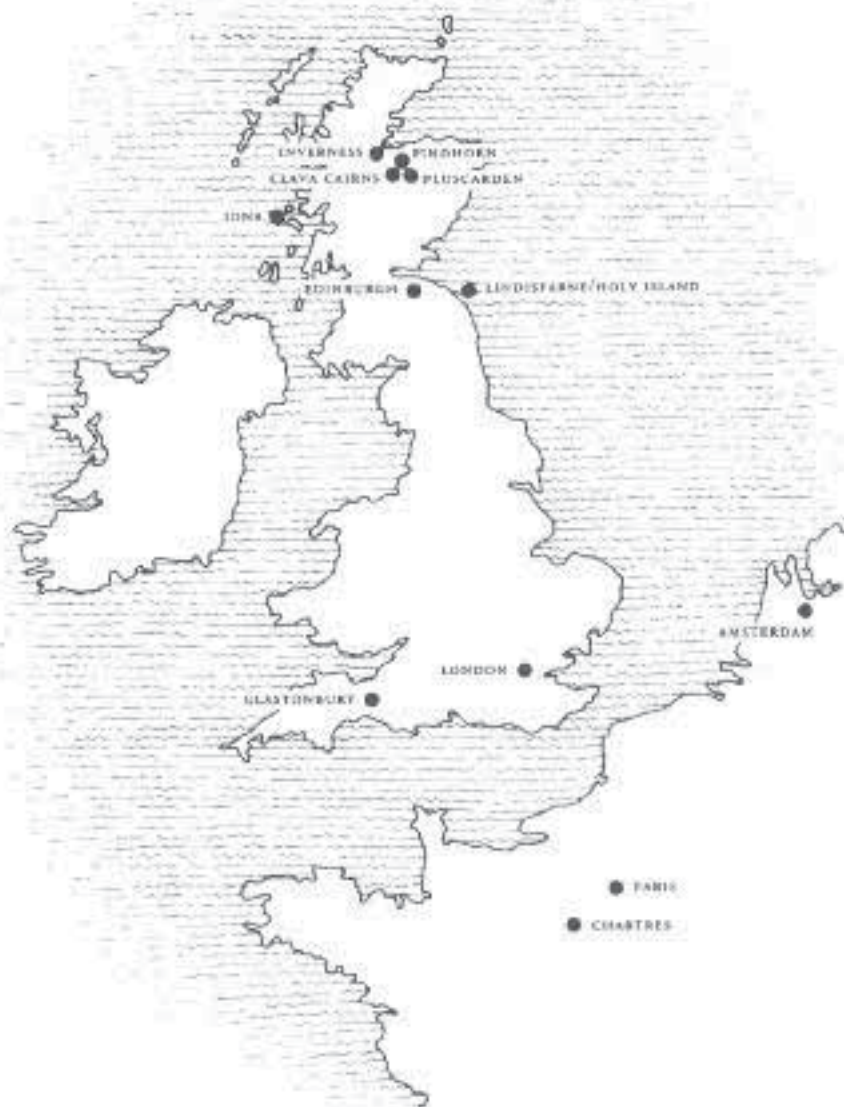 INVERNESS
FINDHORN
CLAVA CAIRNS
PLUSCARDEN
IONA
EDINBURGH
LINDISFARNE/HOLY ISLAND
AMSTERDAM
LONDON
GLASTONBURY
PARIS
CHARTRES